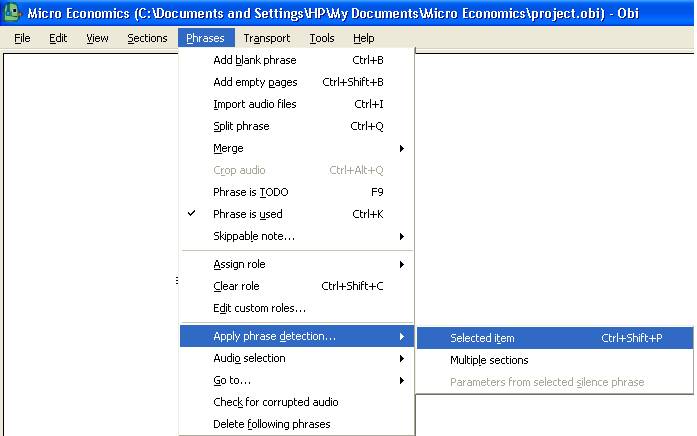 Micro Economics (C:\Documents and Settings\HP\My Documents\Micro Economics\project.obi) - Obi
File Edit View Sections Phrases Transport Tools Help
Add blank phrase Ctrl+B
Add empty pages Ctrl+Shift+B
Import audio files Ctrl+I
Split phrase Ctrl+Q
Merge
Crop audio Ctrl+Alt+Q
Phrase is TODO F9
Phrase is used Ctrl+K
Skippable note...
Assign role
Clear role Ctrl+Shift+C
Edit custom roles...
Apply phrase detection...
Selected item Ctrl+Shift+P
Audio selection
Multiple sections
Go to...
Parameters from selected silence phrase
Check for corrupted audio
Delete following phrases